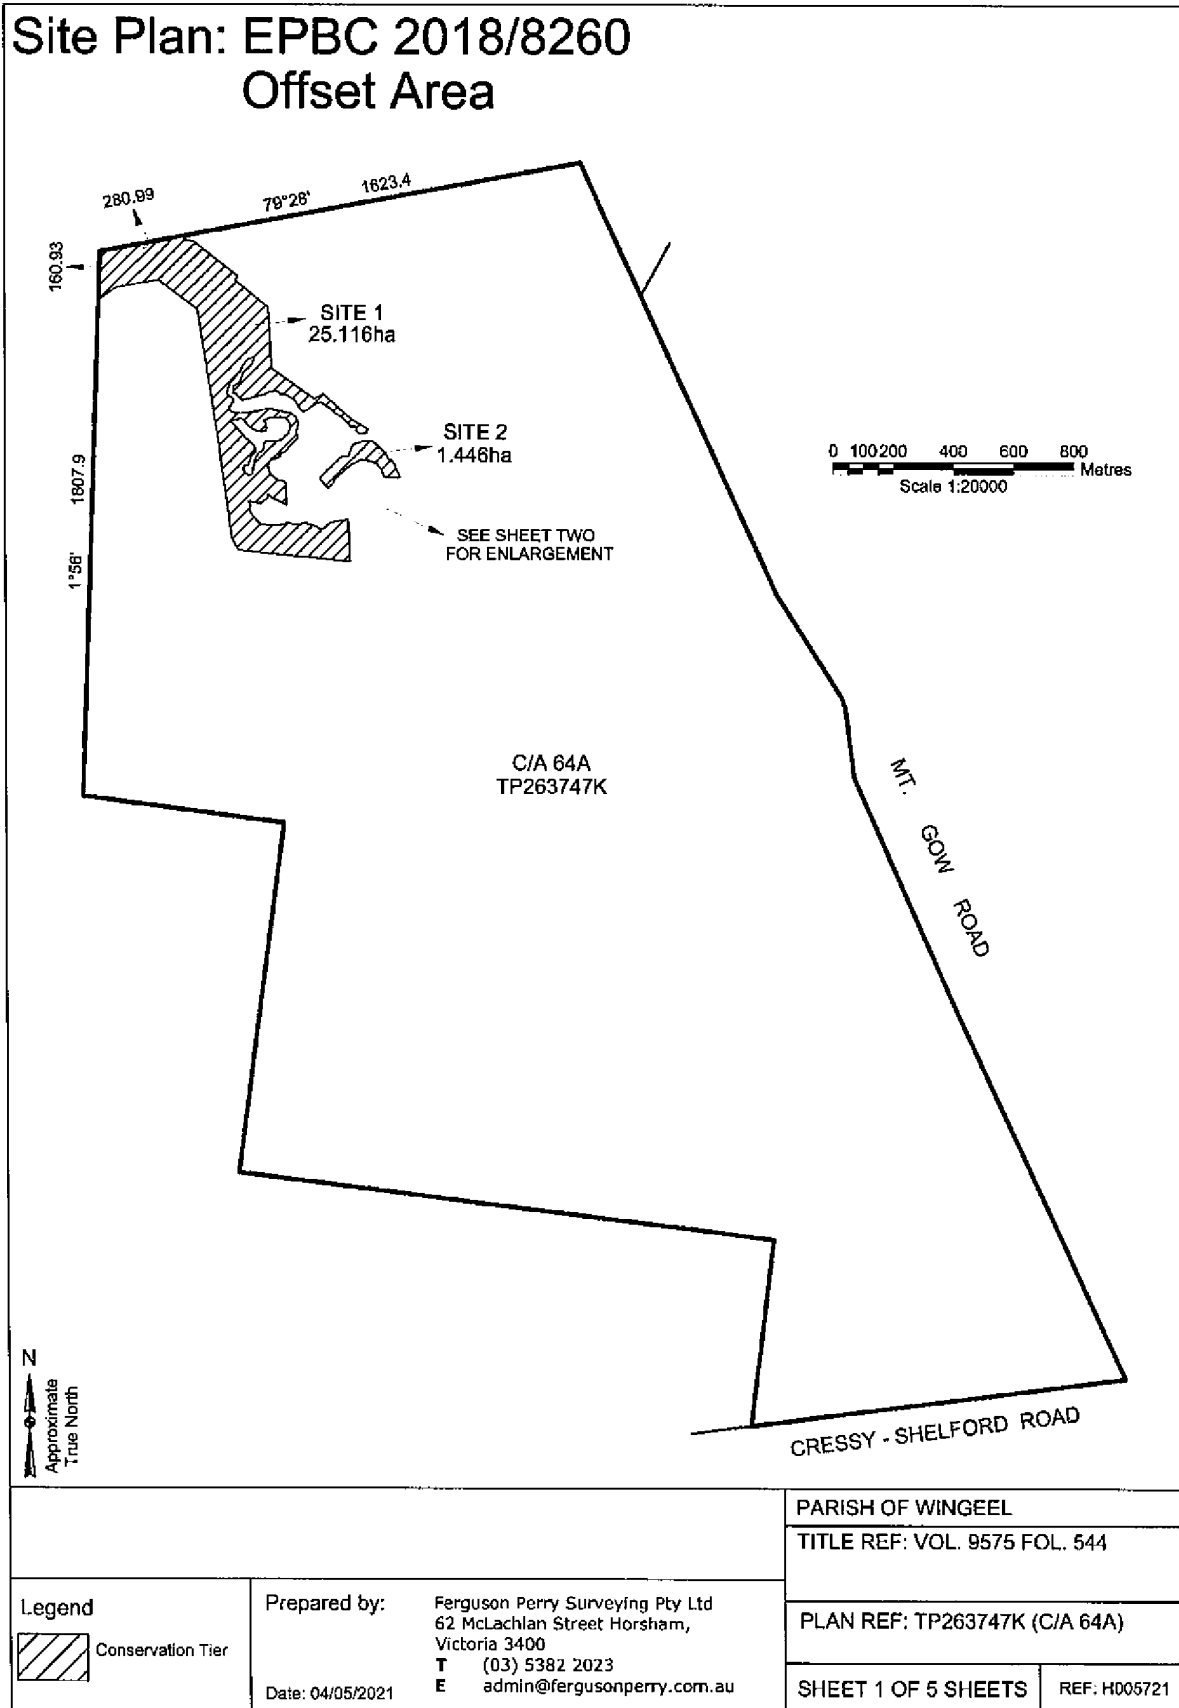 Site Plan: EPBC 2018/8260
Offset Area
280.99
79°28'
1623.4
160.93
SITE 1
25.116ha
SITE 2
1.446ha
1807.9
1°56'
SEE SHEET TWO
FOR ENLARGEMENT
0 100 200 400 600 800
Metres
Scale 1:20000
C/A 64A
TP263747K
MT. GOW ROAD
CRESSY - SHELFORD ROAD
N
Approximate
True North
PARISH OF WINGEEL
TITLE REF: VOL. 9575 FOL. 544
Legend
Conservation Tier
Prepared by:
Ferguson Perry Surveying Pty Ltd
62 McLachlan Street Horsham,
Victoria 3400
T (03) 5382 2023
E admin@fergusonperry.com.au
Date: 04/05/2021
PLAN REF: TP263747K (C/A 64A)
SHEET 1 OF 5 SHEETS
REF: H005721